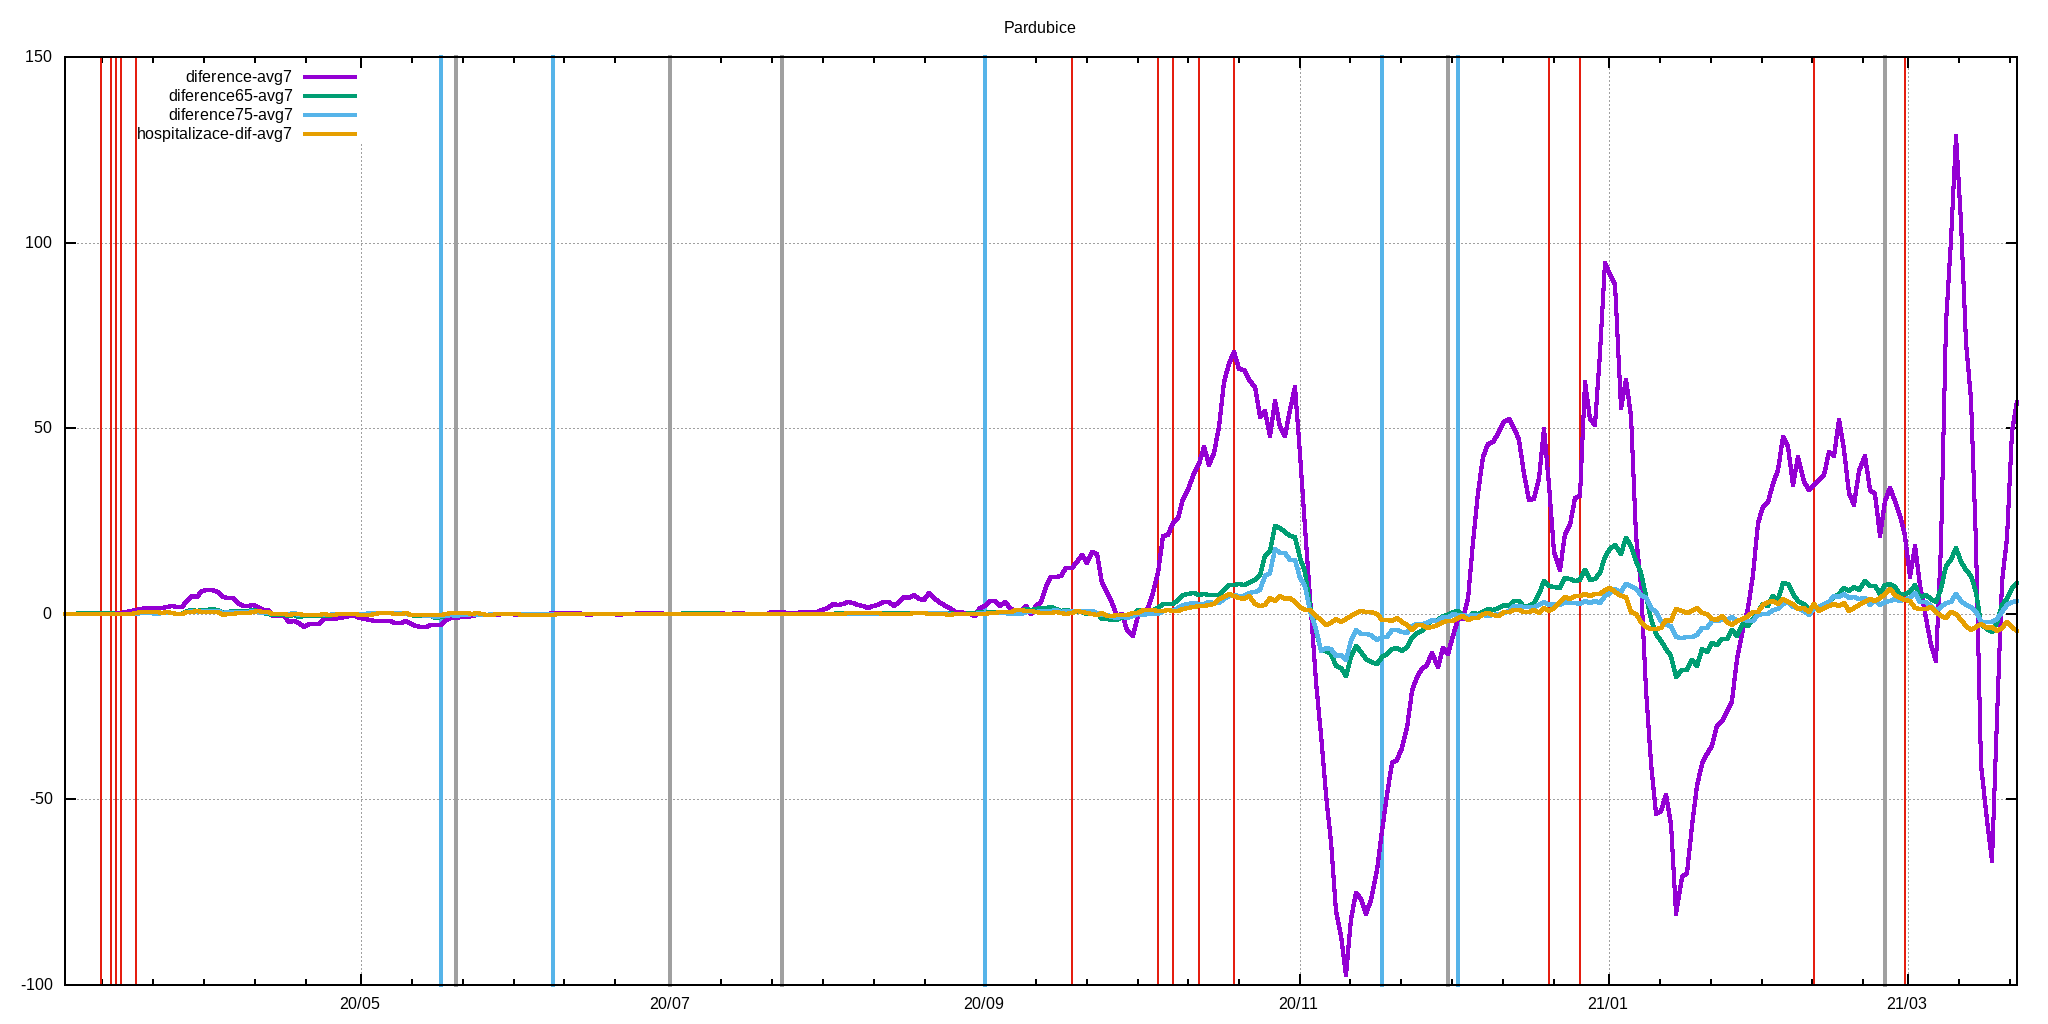 Pardubice
150
100
50
0
-50
-100
diference-avg7
diference65-avg7
diference75-avg7
hospitalizace-dif-avg7
20/05
20/07
20/09
20/11
21/01
21/03